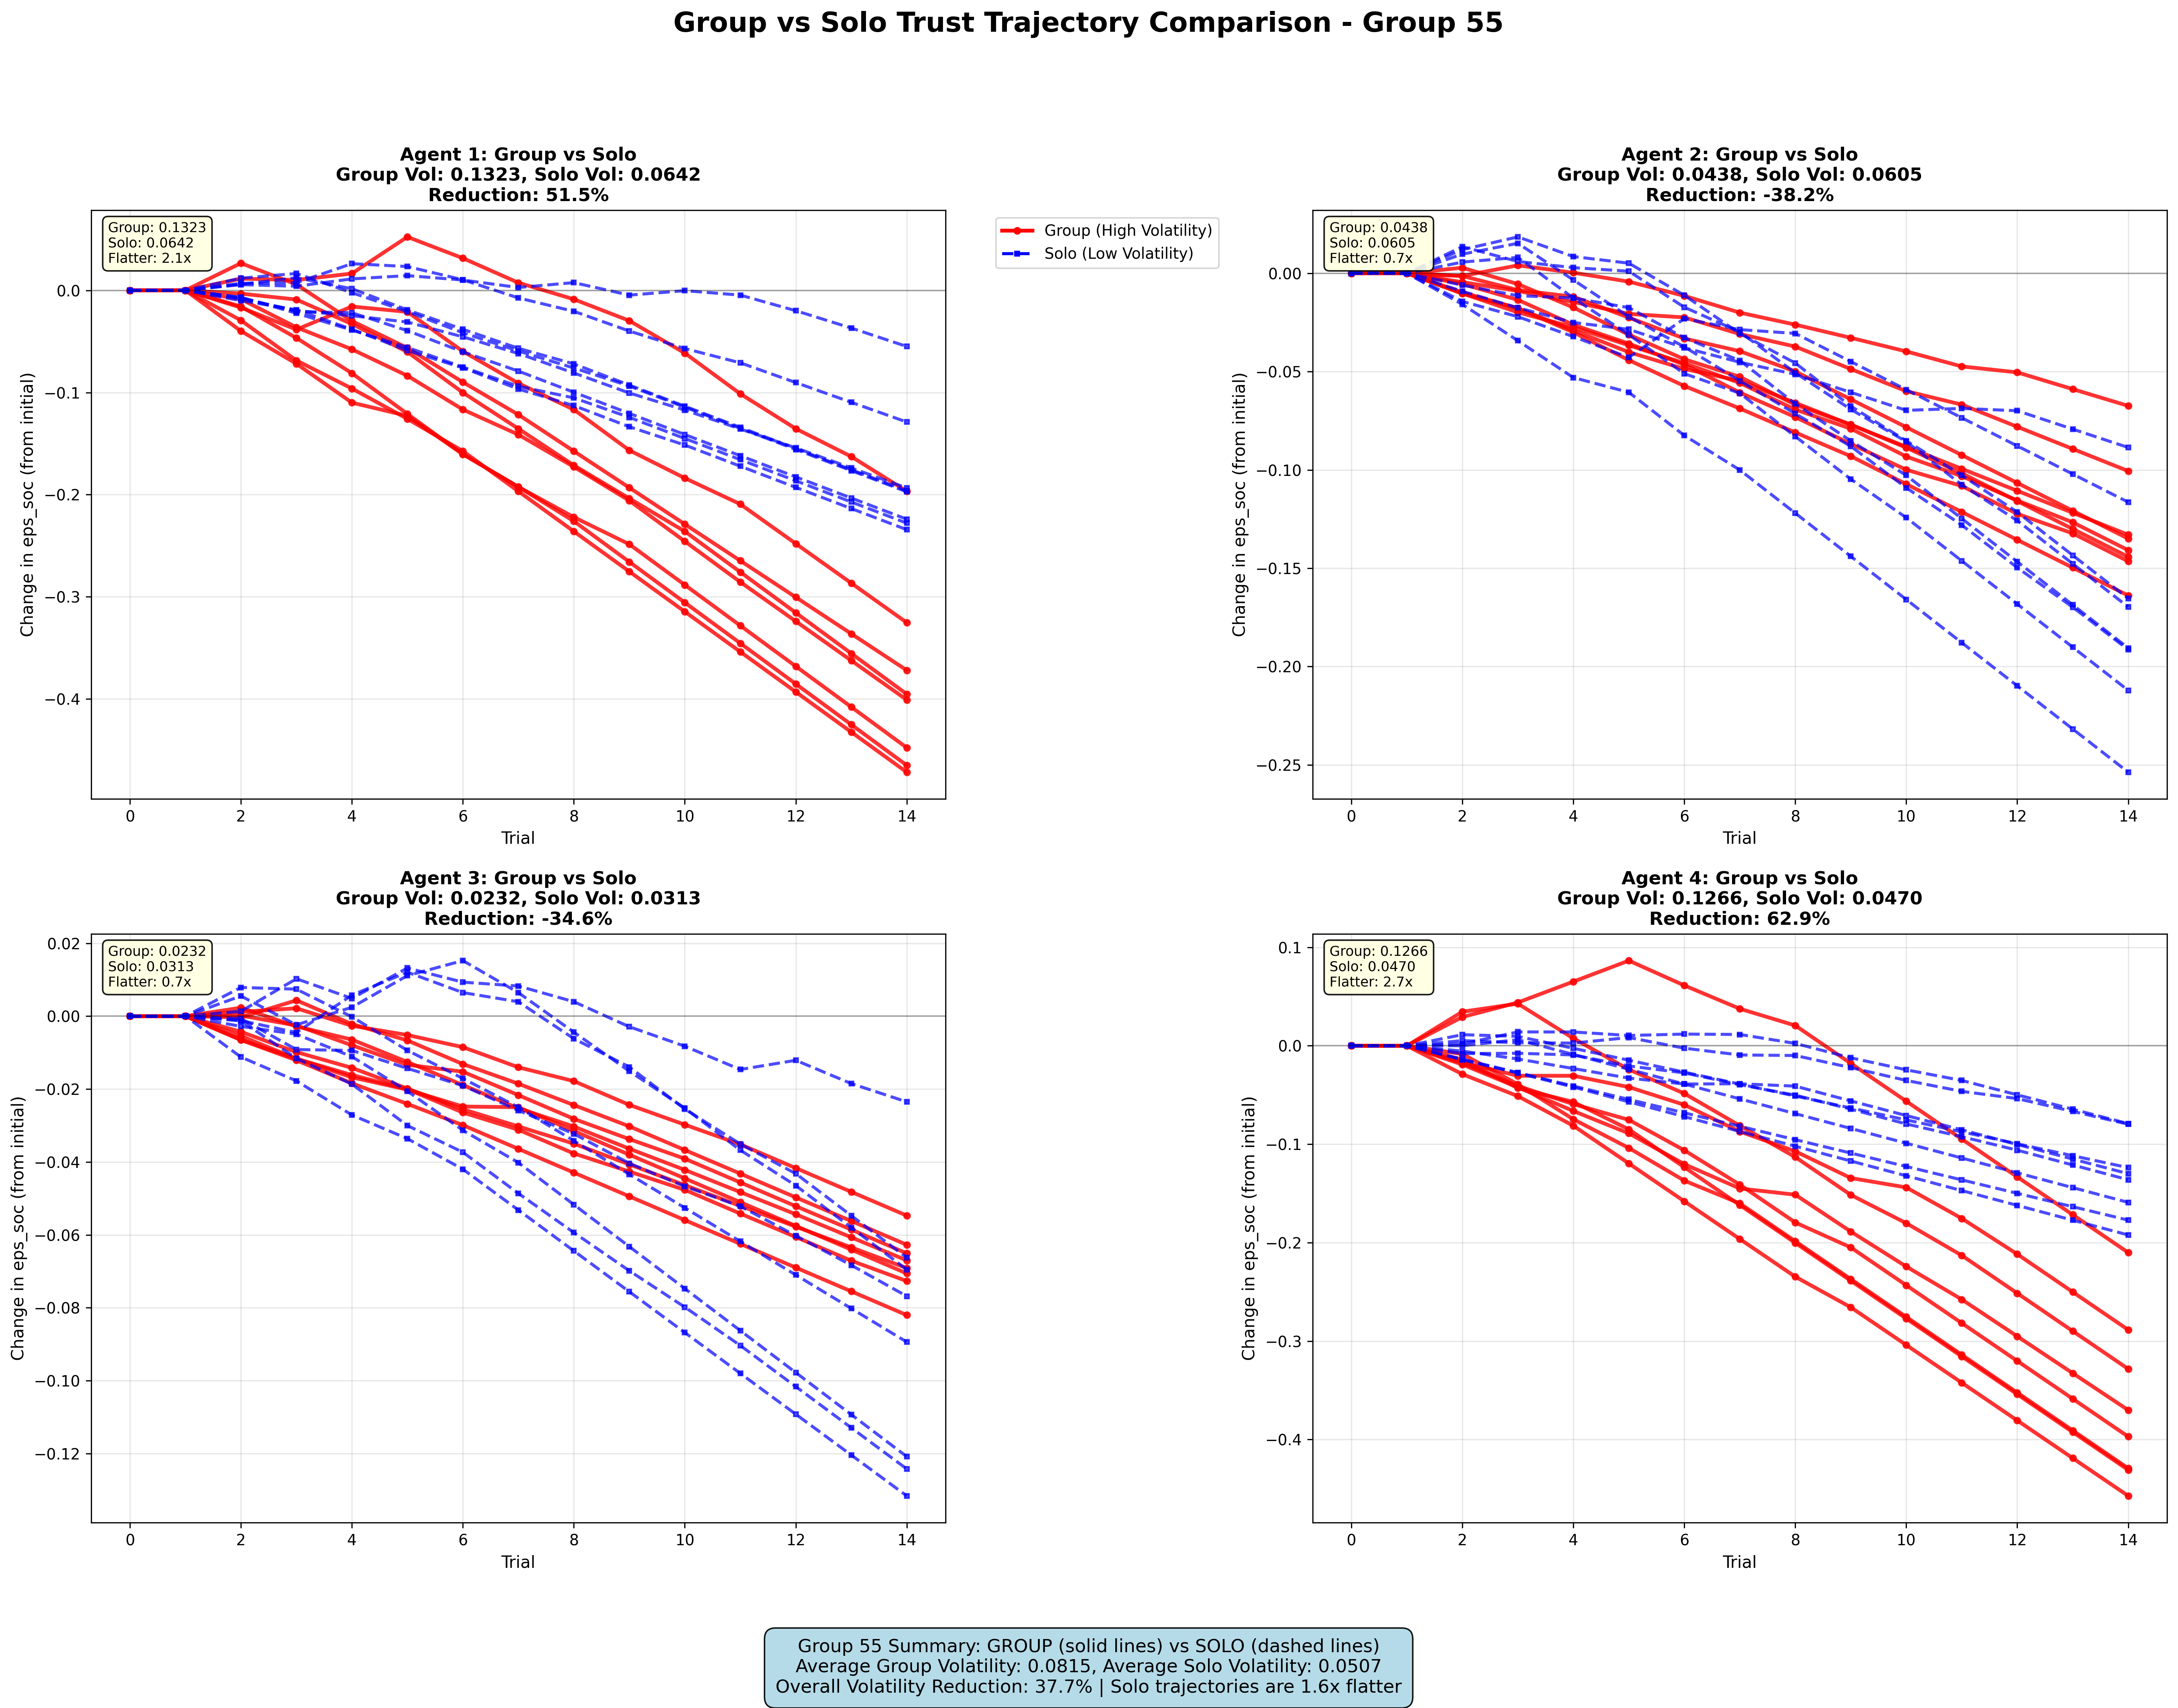 Group vs Solo Trust Trajectory Comparison - Group 55
Agent 1: Group vs Solo
Group Vol: 0.1323, Solo Vol: 0.0642
Reduction: 51.5%
Group: 0.1323
Solo: 0.0642
Flatter: 2.1x
0.0
−0.1
−0.2
−0.3
−0.4
Change in eps_soc (from initial)
0 2 4 6 8 10 12 14
Trial
Group (High Volatility)
Solo (Low Volatility)
Agent 2: Group vs Solo
Group Vol: 0.0438, Solo Vol: 0.0605
Reduction: -38.2%
Group: 0.0438
Solo: 0.0605
Flatter: 0.7x
0.00
−0.05
−0.10
−0.15
−0.20
−0.25
Change in eps_soc (from initial)
0 2 4 6 8 10 12 14
Trial
Agent 3: Group vs Solo
Group Vol: 0.0232, Solo Vol: 0.0313
Reduction: -34.6%
Group: 0.0232
Solo: 0.0313
Flatter: 0.7x
0.02
0.00
−0.02
−0.04
−0.06
−0.08
−0.10
−0.12
Change in eps_soc (from initial)
0 2 4 6 8 10 12 14
Trial
Agent 4: Group vs Solo
Group Vol: 0.1266, Solo Vol: 0.0470
Reduction: 62.9%
Group: 0.1266
Solo: 0.0470
Flatter: 2.7x
0.1
0.0
−0.1
−0.2
−0.3
−0.4
Change in eps_soc (from initial)
0 2 4 6 8 10 12 14
Trial
Group 55 Summary: GROUP (solid lines) vs SOLO (dashed lines)
Average Group Volatility: 0.0815, Average Solo Volatility: 0.0507
Overall Volatility Reduction: 37.7% | Solo trajectories are 1.6x flatter